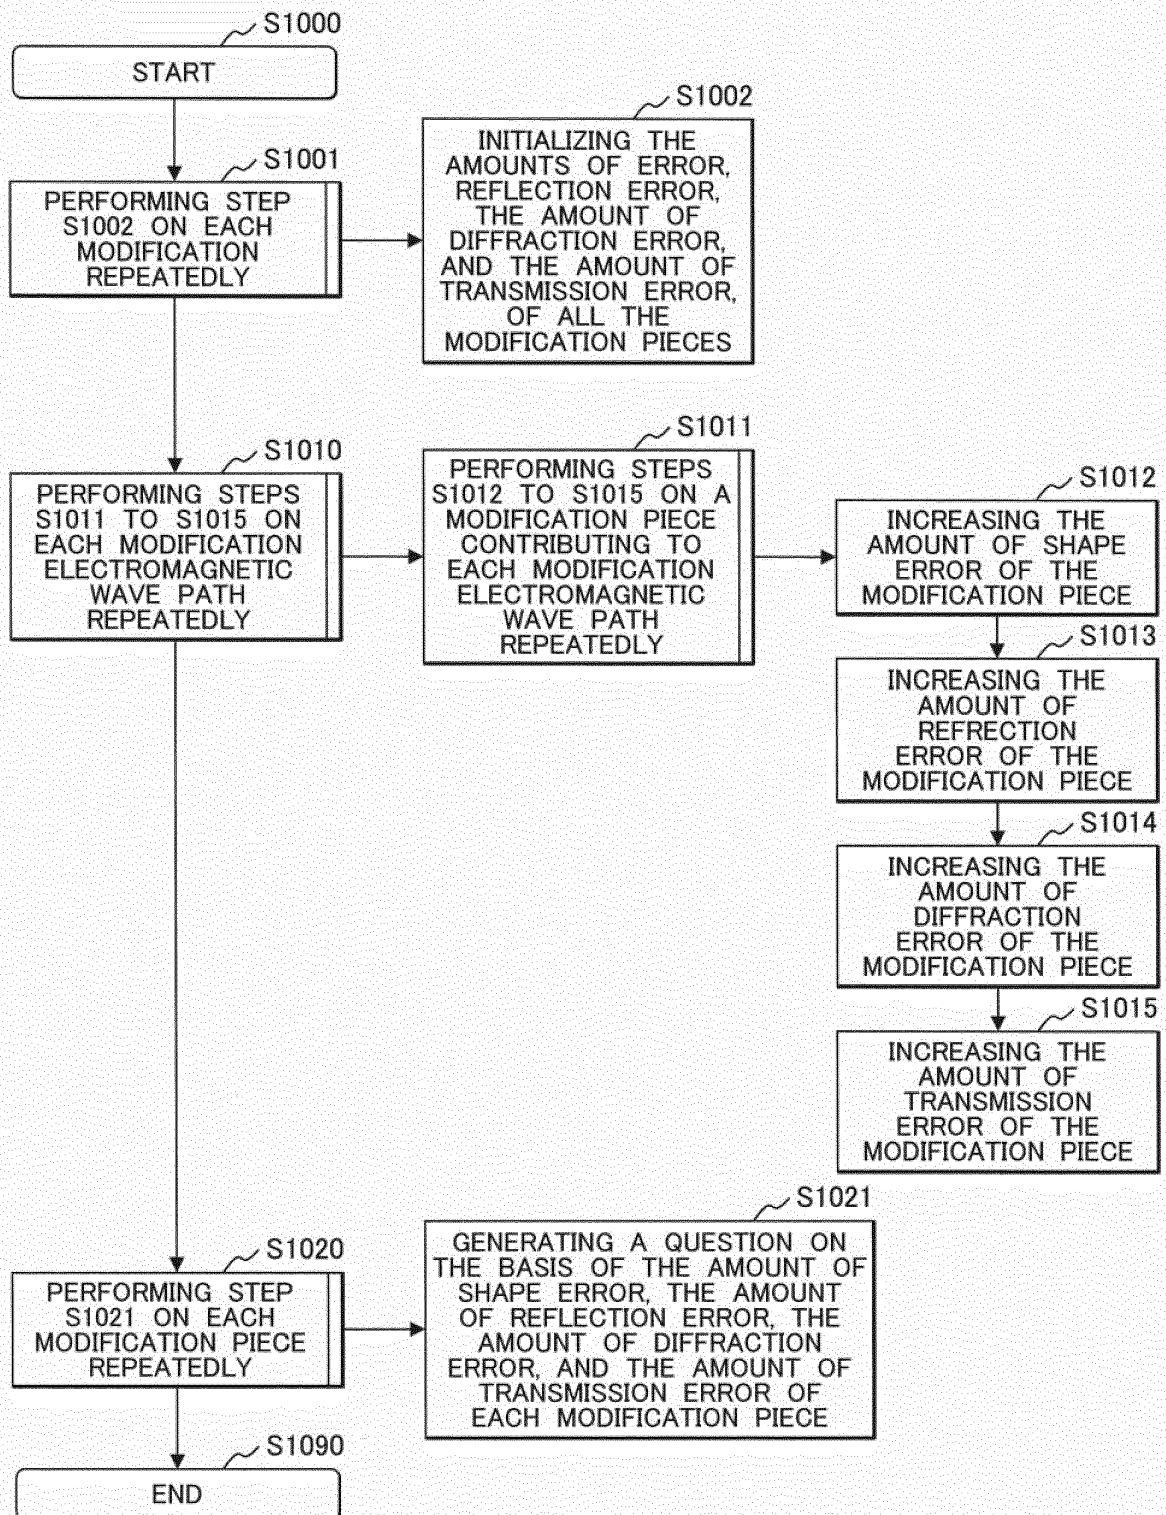 S1000
START
S1001
PERFORMING STEP
S1002 ON EACH
MODIFICATION
REPEATEDLY
S1002
INITIALIZING THE
AMOUNTS OF ERROR,
REFLECTION ERROR,
THE AMOUNT OF
DIFFRACTION ERROR,
AND THE AMOUNT OF
TRANSMISSION ERROR,
OF ALL THE
MODIFICATION PIECES
S1010
PERFORMING STEPS
S1011 TO S1015 ON
EACH MODIFICATION
ELECTROMAGNETIC
WAVE PATH
REPEATEDLY
S1011
PERFORMING STEPS
S1012 TO S1015 ON A
MODIFICATION PIECE
CONTRIBUTING TO
EACH MODIFICATION
ELECTROMAGNETIC
WAVE PATH
REPEATEDLY
S1012
INCREASING THE
AMOUNT OF SHAPE
ERROR OF THE
MODIFICATION PIECE
S1013
INCREASING THE
AMOUNT OF
REFRECTION
ERROR OF THE
MODIFICATION PIECE
S1014
INCREASING THE
AMOUNT OF
DIFFRACTION
ERROR OF THE
MODIFICATION PIECE
S1015
INCREASING THE
AMOUNT OF
TRANSMISSION
ERROR OF THE
MODIFICATION PIECE
S1020
PERFORMING STEP
S1021 ON EACH
MODIFICATION PIECE
REPEATEDLY
S1021
GENERATING A QUESTION ON
THE BASIS OF THE AMOUNT OF
SHAPE ERROR, THE AMOUNT
OF REFLECTION ERROR, THE
AMOUNT OF DIFFRACTION
ERROR, AND THE AMOUNT OF
TRANSMISSION ERROR OF
EACH MODIFICATION PIECE
S1090
END